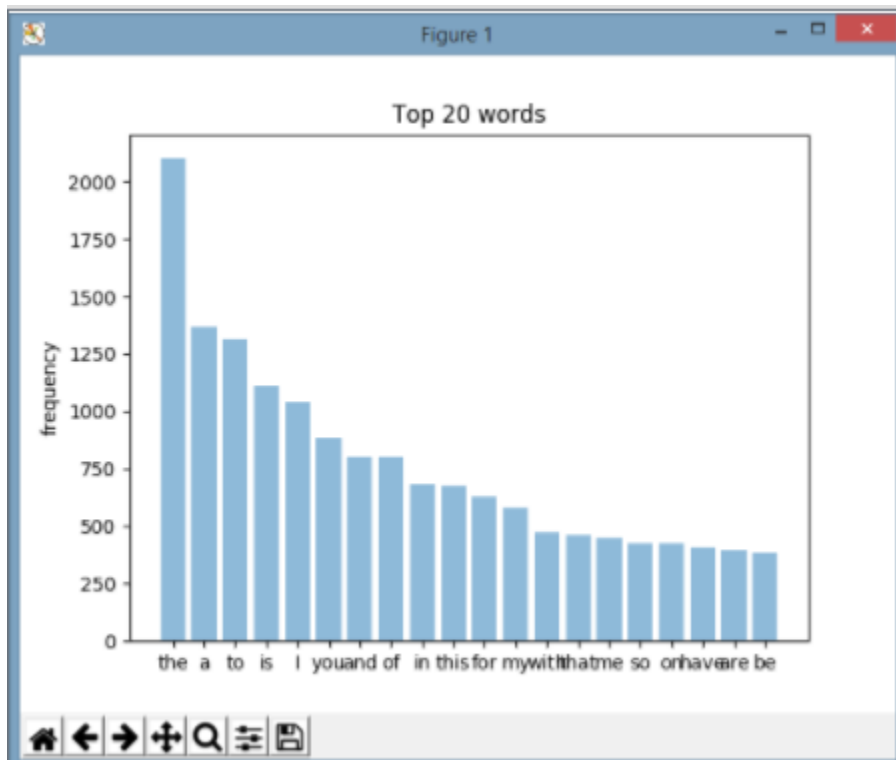 Figure 1
Top 20 words
2000
1750
1500
1250
1000
750
500
250
0
frequency
the a to is I you and of in this for my with that me so on have are be